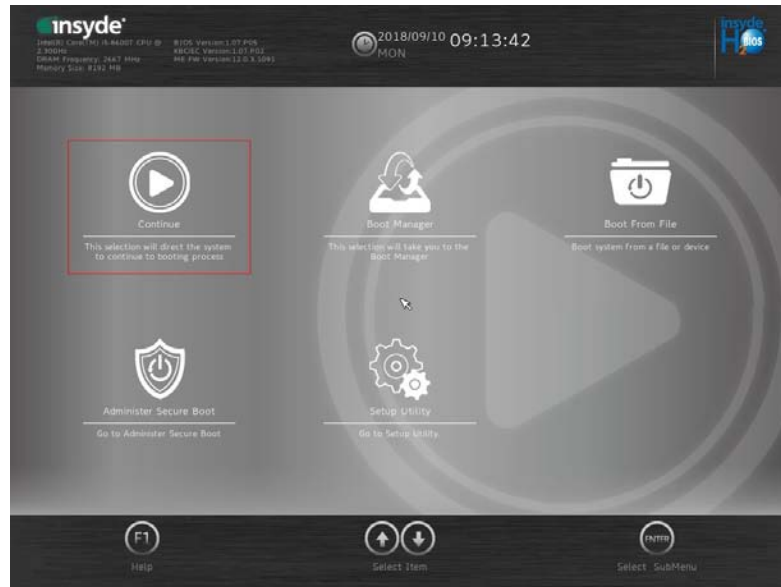 insyde
Intel(R) Core(TM) i5-8400T CPU @
2.90GHz
DRAM Frequency: 2667 MHz
Memory Size: 8192 MB
BIOS Version:1.07.P05
KBC/EC Version:1.07.P02
ME FW Version:12.0.3.1091
2018/09/10 09:13:42
MON
insyde
H2O BIOS
Continue
This selection will direct the system
to continue to booting process
Boot Manager
This selection will take you to the
Boot Manager
Boot From File
Boot system from a file or device
Administer Secure Boot
Go to Administer Secure Boot
Setup Utility
Go to Setup Utility
F1
Help
Select Item
ENTER
Select SubMenu